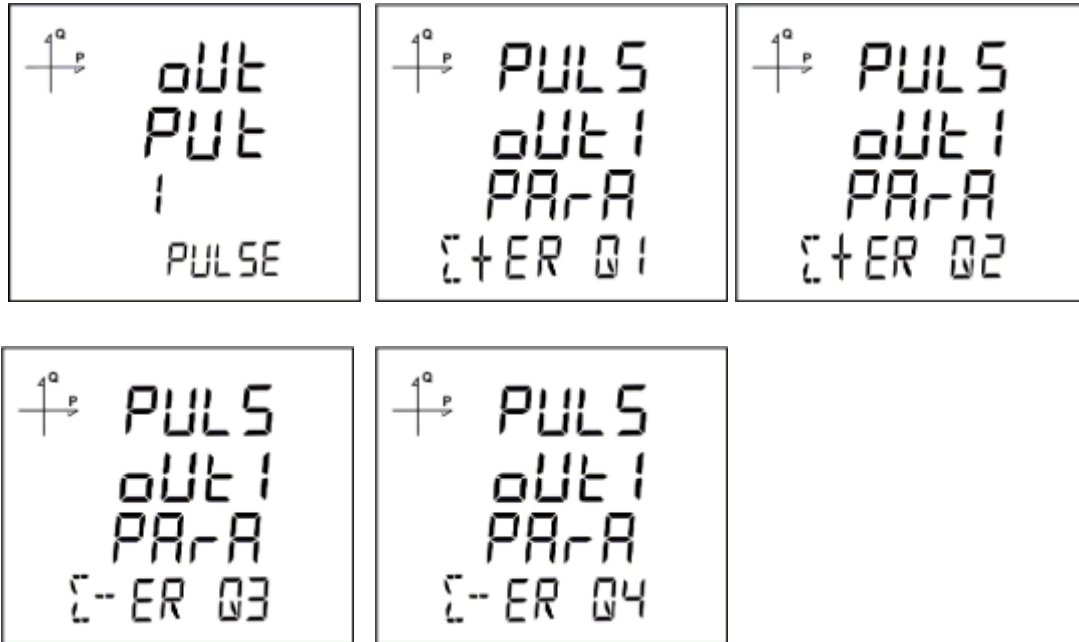 Q
P
oUt
PUt
1
PULSE
Q
P
PULS
oUt1
PArA
Σ+ER Q1
Q
P
PULS
oUt1
PArA
Σ+ER Q2
Q
P
PULS
oUt1
PArA
Σ-ER Q3
Q
P
PULS
oUt1
PArA
Σ-ER Q4